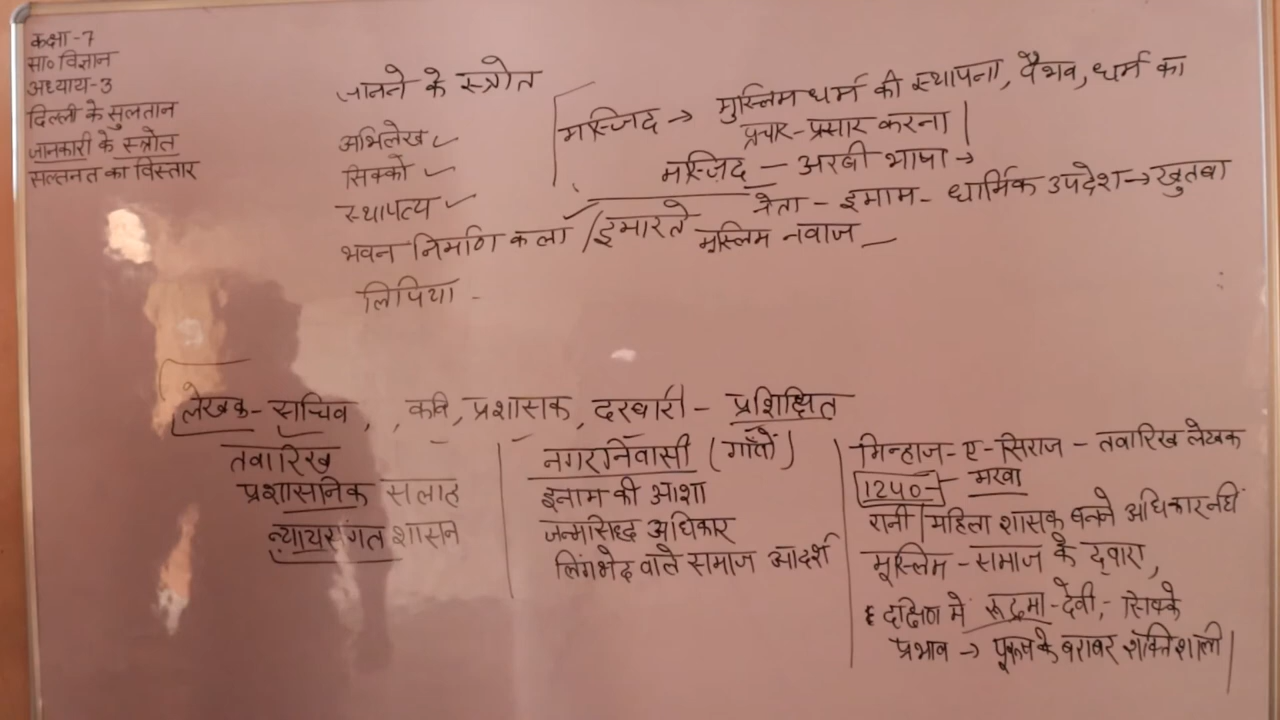 कक्षा-7
सा० विज्ञान
अध्याय-3
दिल्ली के सुलतान
जानकारी के स्त्रोत
सल्तनत का विस्तार
जानने के स्त्रोत
अभिलेख ✓
सिक्को ✓
स्थापत्य ✓
भवन निर्माण कला / इमारते
लिपिया -
मस्जिद → मुस्लिम धर्म की स्थापना, वैभव, धर्म का
प्रचार-प्रसार करना |
मस्ज़िद - अरबी भाषा →
नेता - इमाम - धार्मिक उपदेश → खुतबा
मुस्लिम नवाज -
लेखक - सचिव, , कवि, प्रशासक, दरबारी - प्रशिक्षित
तवारिख
प्रशासनिक सलाह
न्यायसंगत शासन
नगरनिवासी (गाँवों)
इनाम की आशा
जन्मसिद्ध अधिकार
लिंगभेद वाले समाज आदर्श
मिन्हाज-ए-सिराज - तवारिख लेखक
1240 - मरवा
रानी | महिला शासक बनने अधिकार नहीं
मुस्लिम - समाज के द्वारा,
दक्षिण में रूद्रमा-देवी, - सिक्के
प्रभाव → पुरूष के बराबर शक्तिशाली |